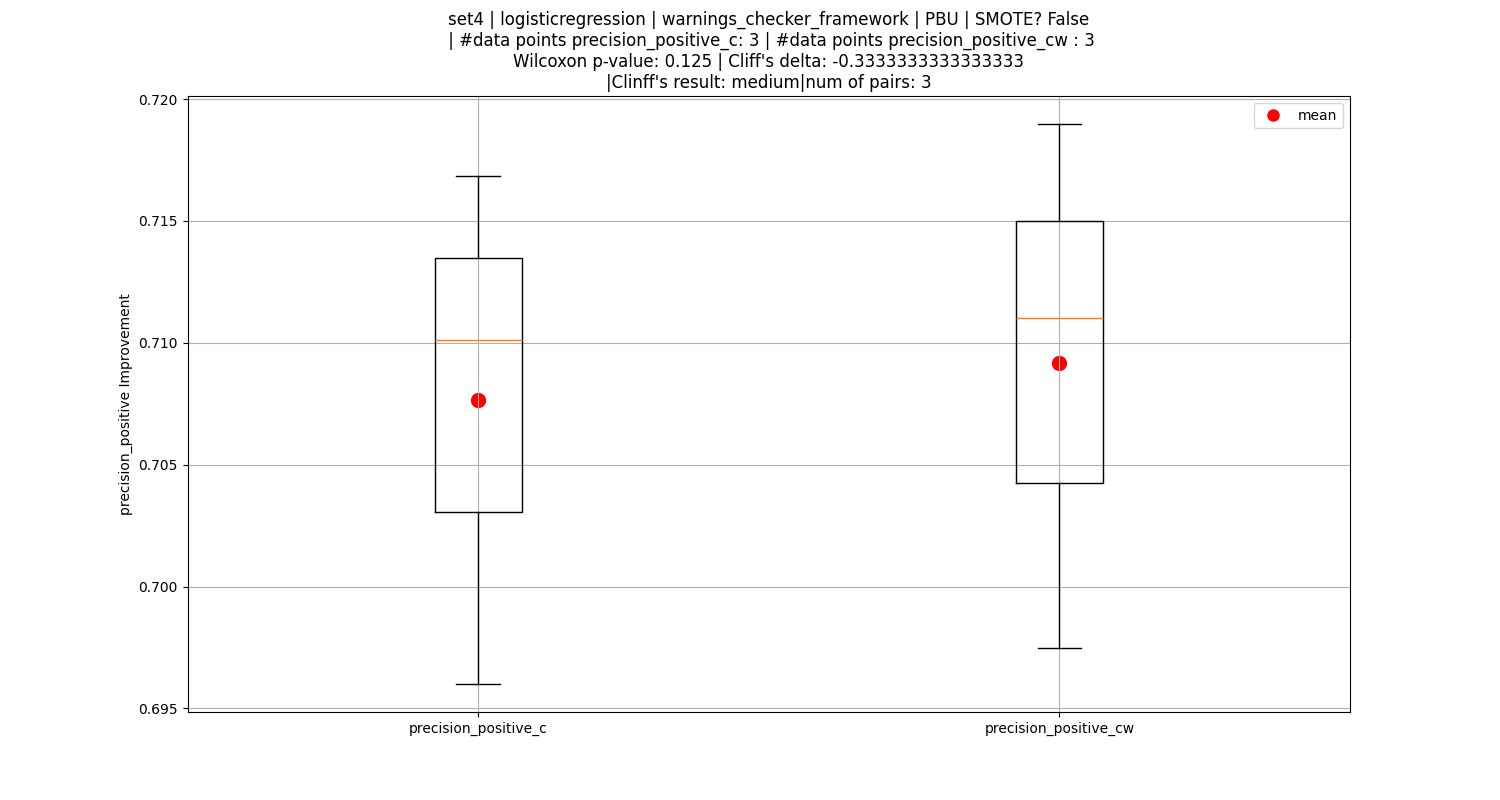 set4 | logisticregression | warnings_checker_framework | PBU | SMOTE? False
| #data points precision_positive_c: 3 | #data points precision_positive_cw : 3
Wilcoxon p-value: 0.125 | Cliff's delta: -0.3333333333333333
|Clinff's result: medium|num of pairs: 3
mean
0.720
0.715
0.710
0.705
0.700
0.695
precision_positive Improvement
precision_positive_c
precision_positive_cw